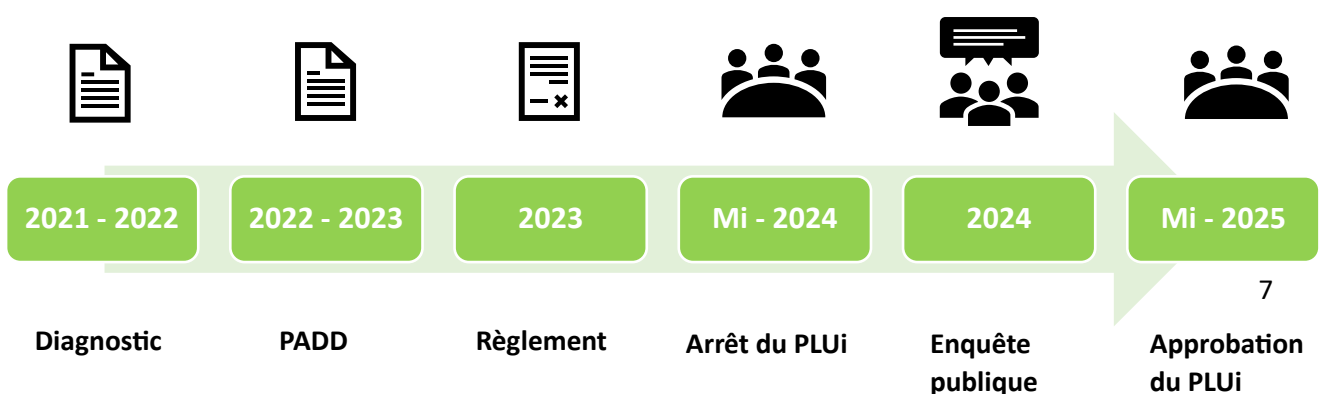 2021 - 2022
2022 - 2023
2023
Mi - 2024
2024
Mi - 2025
7
Diagnostic
PADD
Règlement
Arrêt du PLUi
Enquête
publique
Approbation
du PLUi